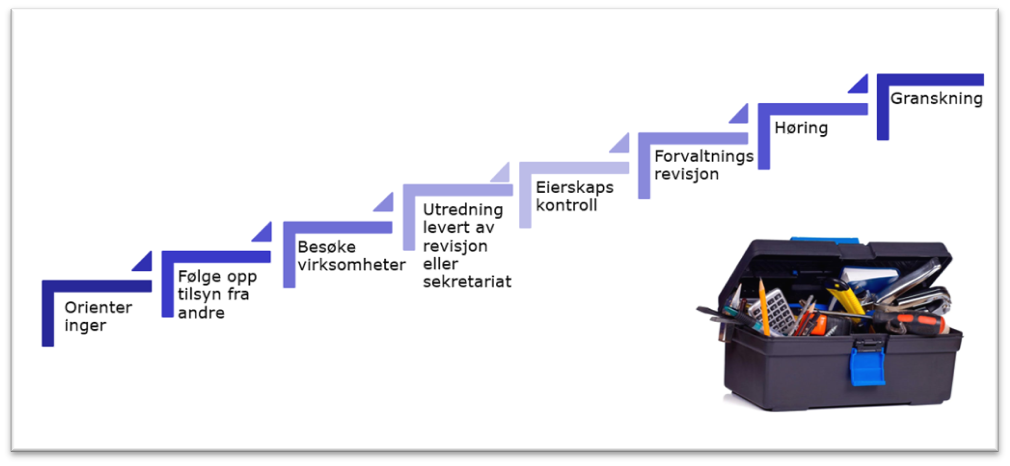 Orienter
inger
Følge opp
tilsyn fra
andre
Besøke
virksomheter
Utredning
levert av
revisjon
eller
sekretariat
Eierskaps
kontroll
Forvaltnings
revisjon
Høring
Granskning